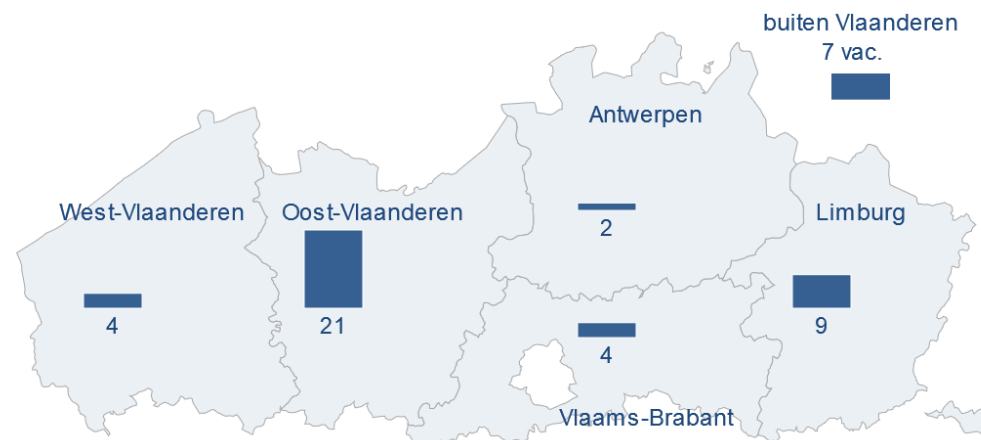 buiten Vlaanderen
7 vac.
Antwerpen
West-Vlaanderen
Oost-Vlaanderen
Limburg
2
4
21
9
4
Vlaams-Brabant